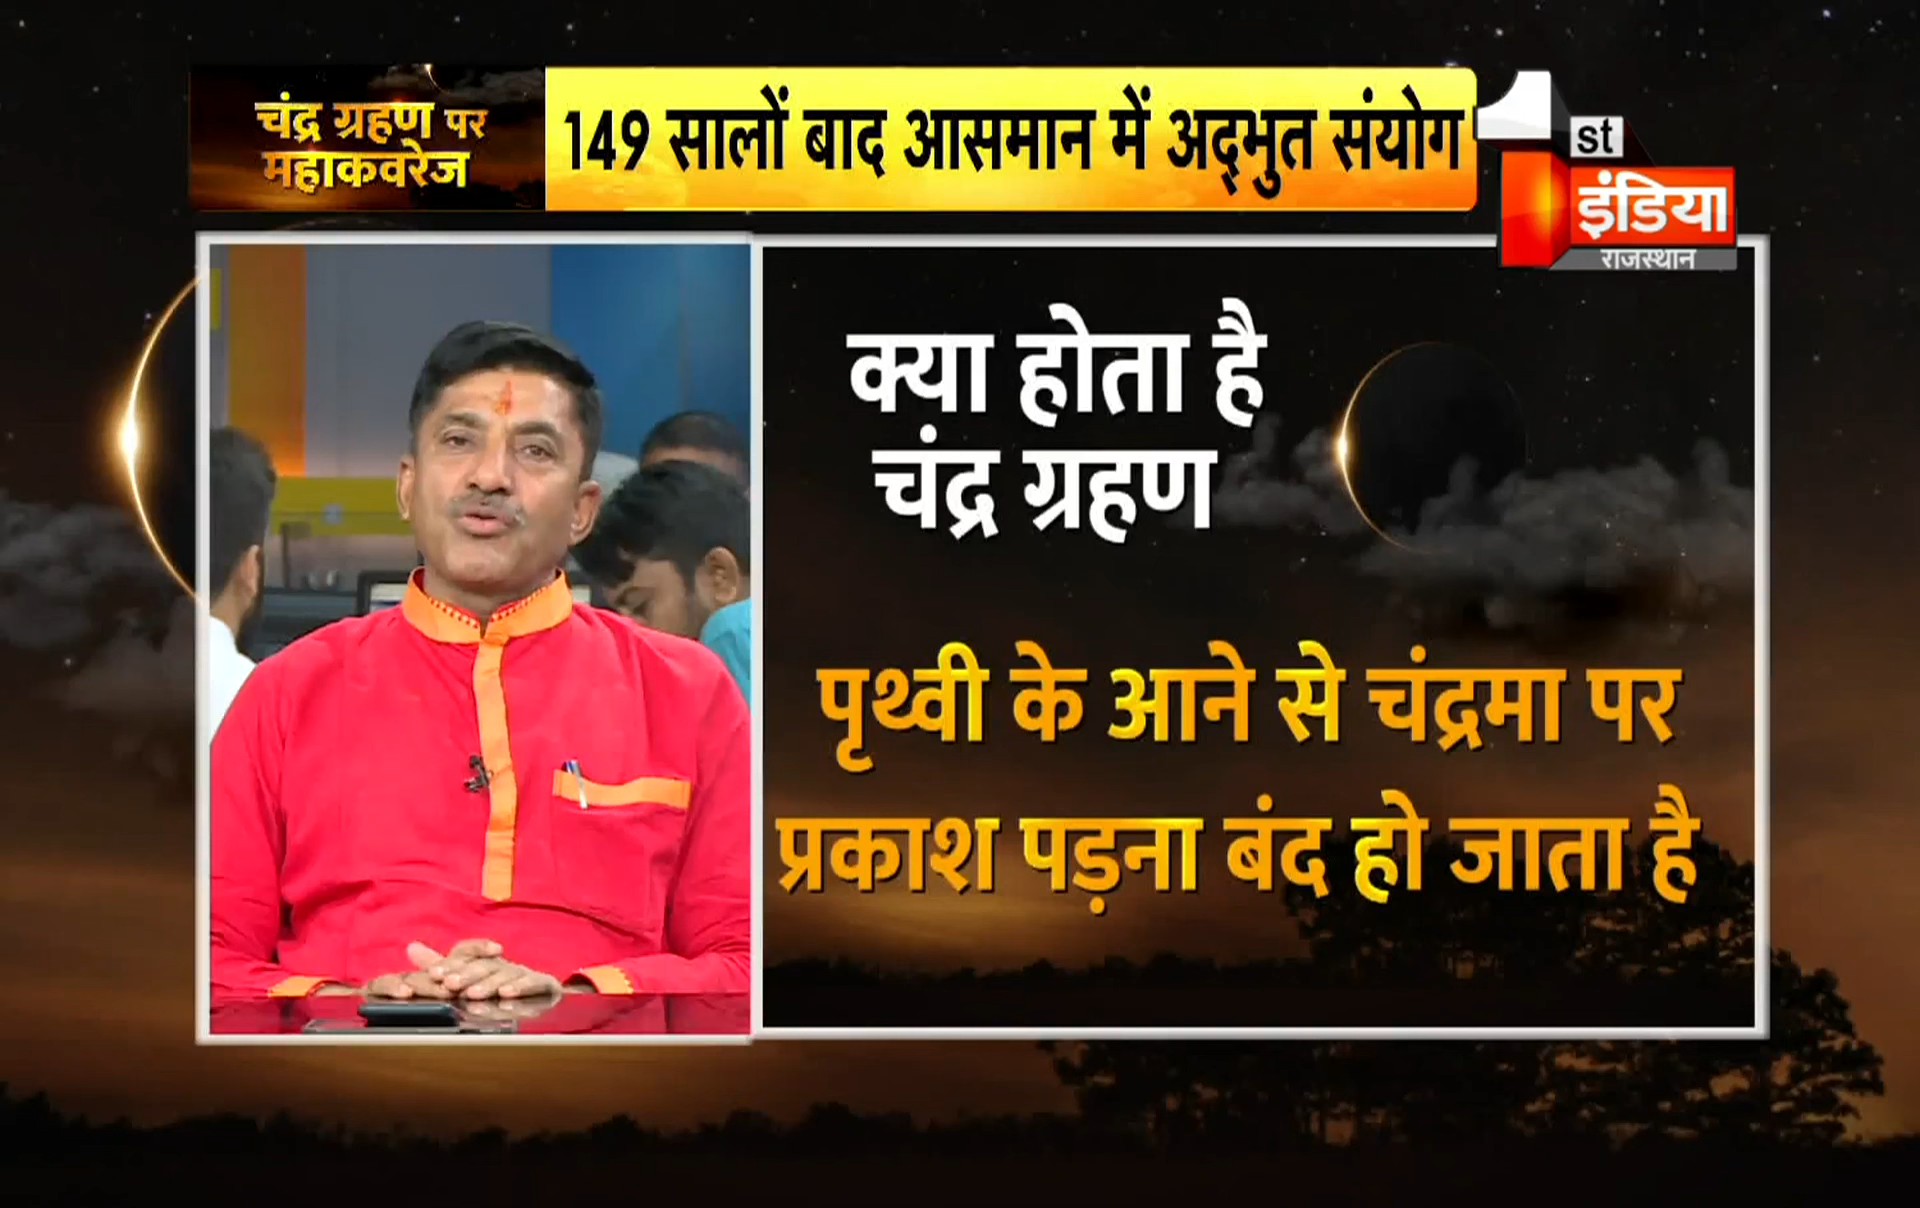 चंद्र ग्रहण पर
महाकवरेज
149 सालों बाद आसमान में अद्भुत संयोग
1st
इंडिया
राजस्थान
क्या होता है
चंद्र ग्रहण
पृथ्वी के आने से चंद्रमा पर
प्रकाश पड़ना बंद हो जाता है